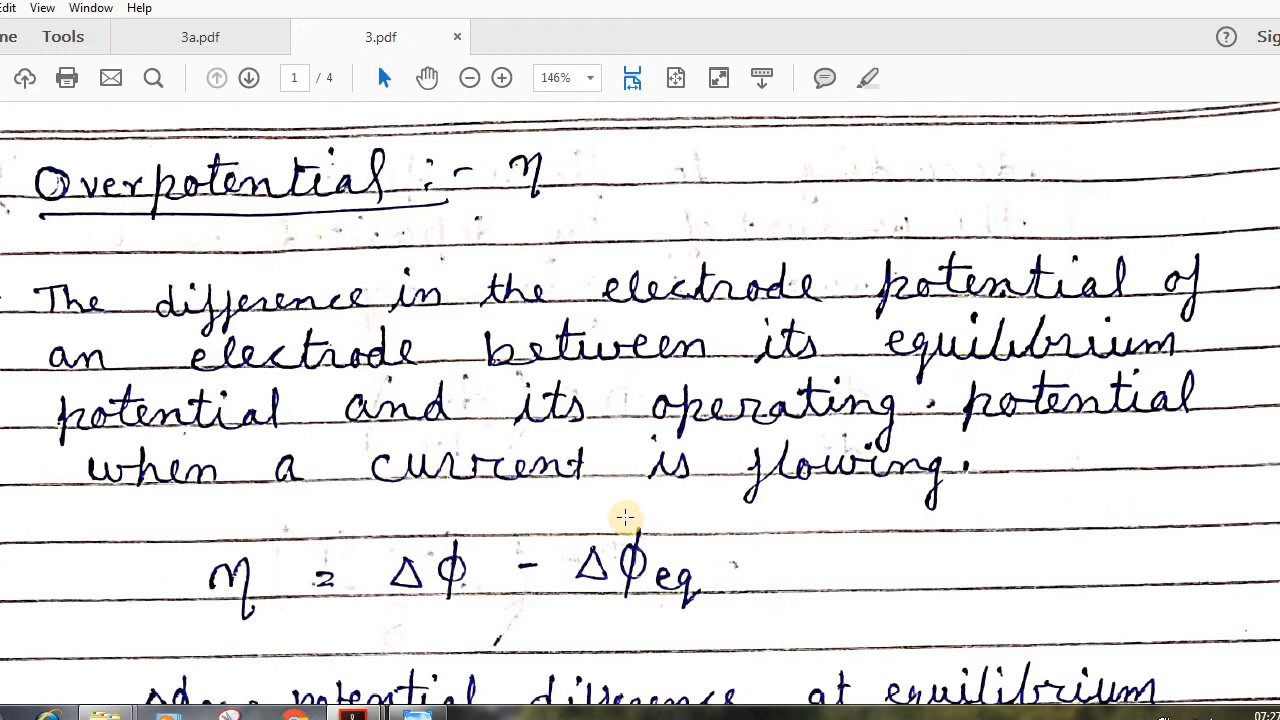 Edit View Window Help
me Tools 3a.pdf 3.pdf × ? Sig
1 / 4 146%
Overpotential :- η
The difference in the electrode potential of
an electrode between its equilibrium
potential and its operating potential
when a current is flowing.
η = Δϕ - Δϕeq
potential difference at equilibrium